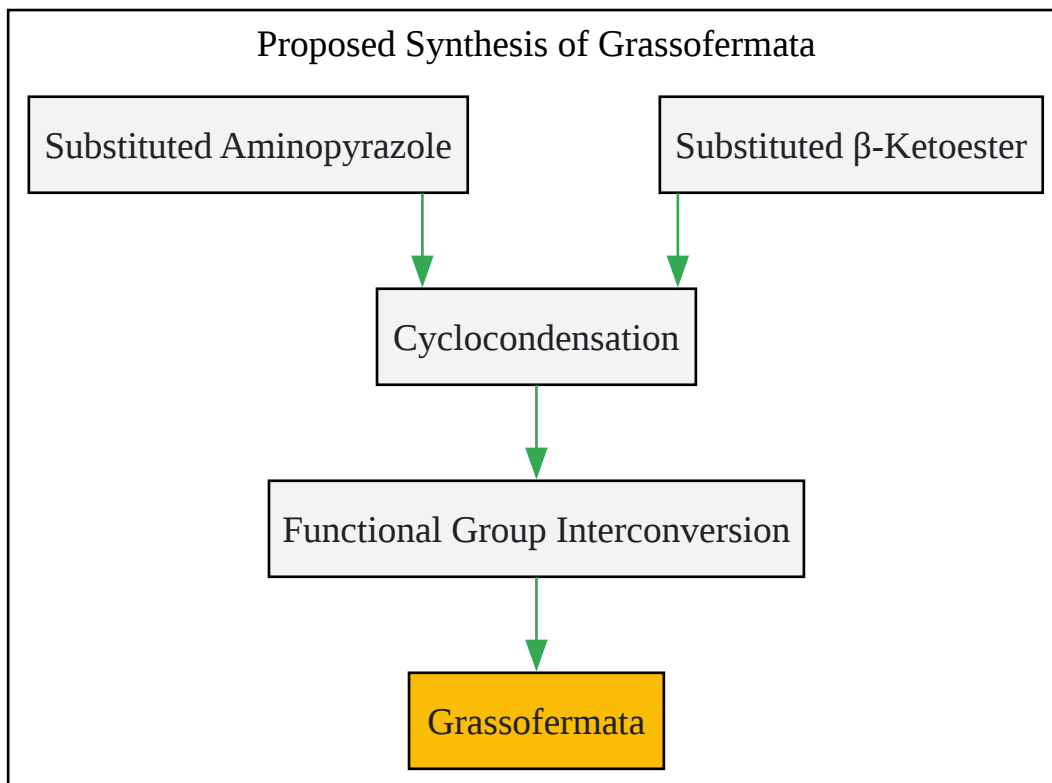 Proposed Synthesis of Grassofermata
Substituted Aminopyrazole
Substituted β-Ketoester
Cyclocondensation
Functional Group Interconversion
Grassofermata